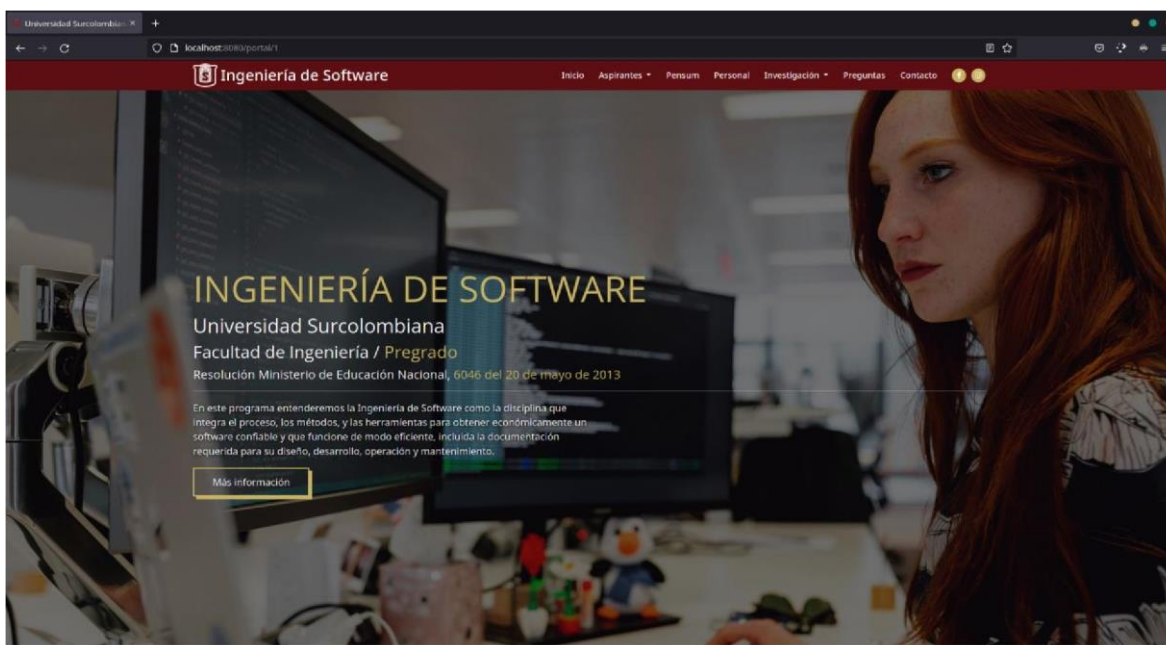 Universidad Surcolombian
localhost:8080/portal/1
Ingeniería de Software
Inicio Aspirantes Pensum Personal Investigación Preguntas Contacto
INGENIERÍA DE SOFTWARE
Universidad Surcolombiana
Facultad de Ingeniería / Pregrado
Resolución Ministerio de Educación Nacional, 6046 del 20 de mayo de 2013
En este programa entenderemos la Ingeniería de Software como la disciplina que
integra el proceso, los métodos, y las herramientas para obtener económicamente un
software confiable y que funcione de modo eficiente, incluida la documentación
requerida para su diseño, desarrollo, operación y mantenimiento.
Más información